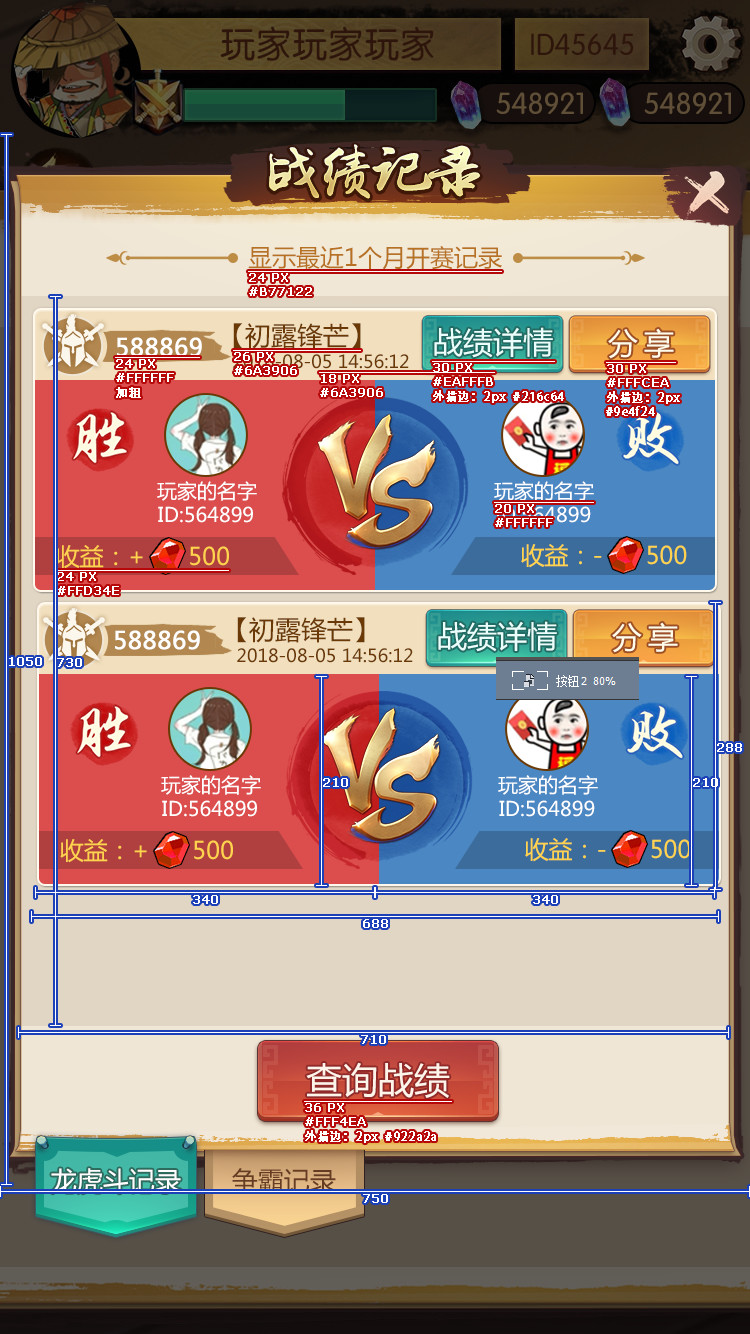 玩家玩家玩家 ID45645
548921 548921
战绩记录
显示最近1个月开赛记录
24 PX
#B77122
588869 【初露锋芒】 战绩详情 分享
24 PX
#FFFFFF
加粗
26 PX
#6A3906
-08-05 14:56:12
18 PX
#6A3906
30 PX
#EAFFFB
外描边：2px #216c64
30 PX
#FFFCEA
外描边：2px
#9e4f24
胜 VS 败
玩家的名字 玩家的名字
ID:564899
20 PX
#FFFFFF
4899
收益：+ 500 收益：- 500
24 PX
#FFD34E
588869 【初露锋芒】 战绩详情 分享
2018-08-05 14:56:12
1050 730
按钮2 80%
胜 VS 败
288
210 210
玩家的名字 玩家的名字
ID:564899 ID:564899
收益：+ 500 收益：- 500
340 340
688
710
查询战绩
36 PX
#FFF4EA
外描边：2px #922a2a
龙虎斗记录 争霸记录
750